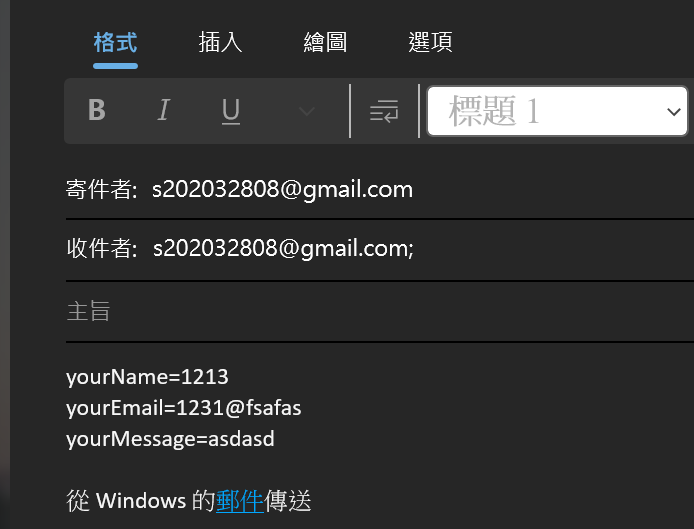 格式 插入 繪圖 選項
B I U 標題 1
寄件者: s202032808@gmail.com
收件者: s202032808@gmail.com;
主旨
yourName=1213
yourEmail=1231@fsafas
yourMessage=asdasd
從 Windows 的郵件傳送